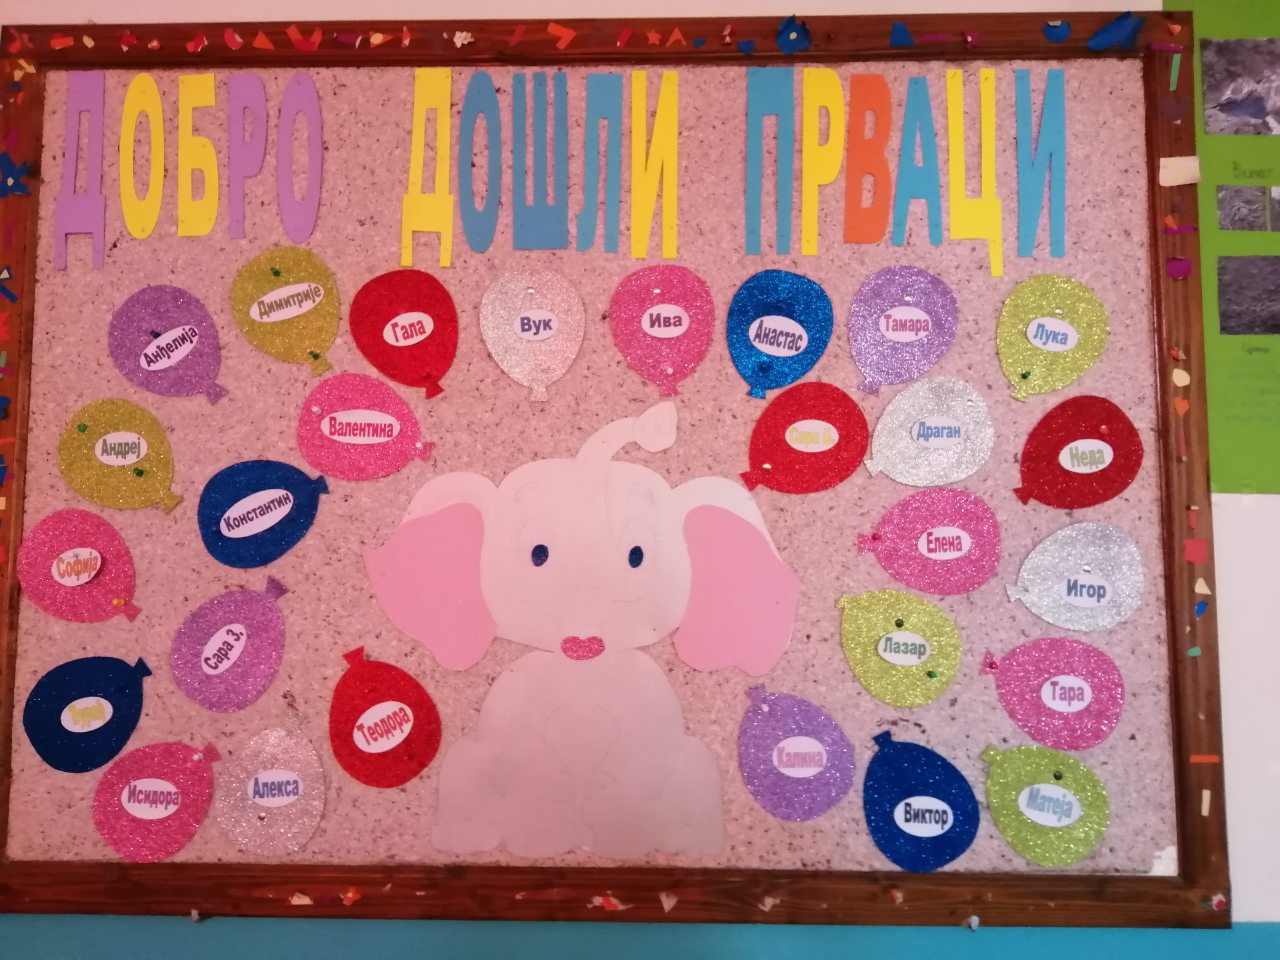 ДОБРО ДОШЛИ ПРВАЦИ
Анђелија
Димитрије
Гала
Вук
Ива
Анастас
Тамара
Лука
Андреј
Валентина
Сара Б.
Драган
Неда
Константин
Софија
Елена
Игор
Сара З.
Лазар
Тара
Теодора
Исидора
Алекса
Калина
Виктор
Матеја